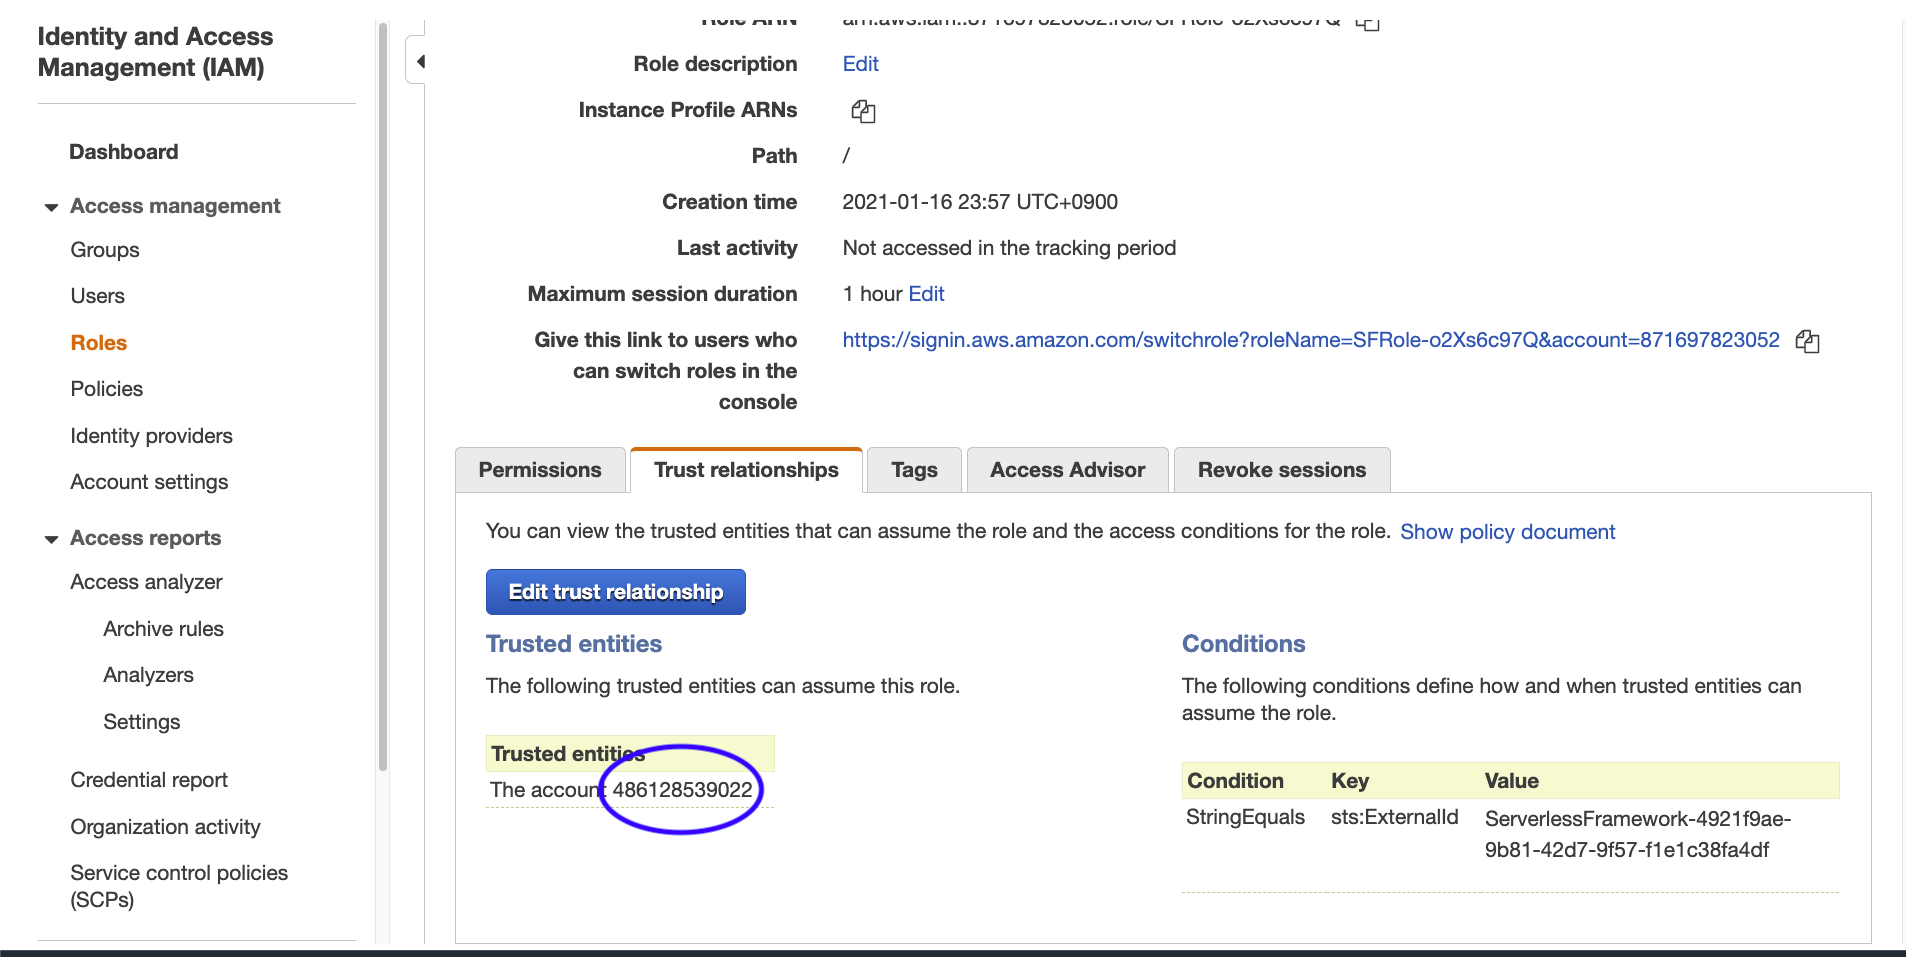 Identity and Access
Management (IAM)
Dashboard
Access management
Groups
Users
Roles
Policies
Identity providers
Account settings
Access reports
Access analyzer
Archive rules
Analyzers
Settings
Credential report
Organization activity
Service control policies
(SCPs)
Role ARN arn:aws:iam::871697823052:role/SFRole-o2Xs6c97Q
Role description Edit
Instance Profile ARNs
Path /
Creation time 2021-01-16 23:57 UTC+0900
Last activity Not accessed in the tracking period
Maximum session duration 1 hour Edit
Give this link to users who https://signin.aws.amazon.com/switchrole?roleName=SFRole-o2Xs6c97Q&account=871697823052
can switch roles in the
console
Permissions Trust relationships Tags Access Advisor Revoke sessions
You can view the trusted entities that can assume the role and the access conditions for the role. Show policy document
Edit trust relationship
Trusted entities
The following trusted entities can assume this role.
Trusted entities
The account 486128539022
Conditions
The following conditions define how and when trusted entities can
assume the role.
Condition Key Value
StringEquals sts:ExternalId ServerlessFramework-4921f9ae-
9b81-42d7-9f57-f1e1c38fa4df